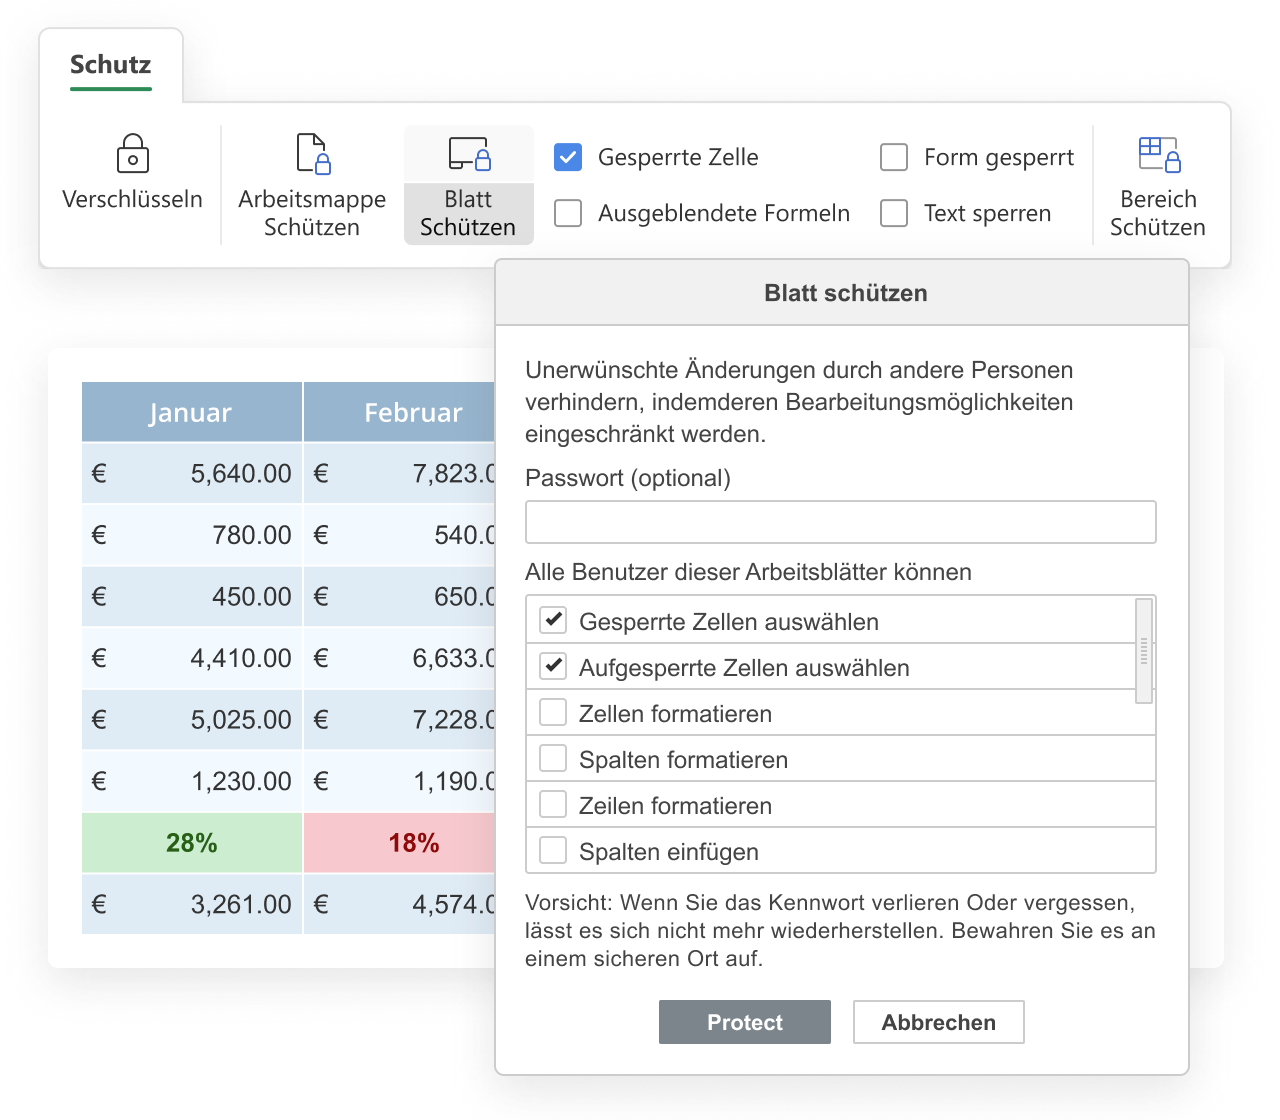 Schutz
Verschlüsseln
Arbeitsmappe
Schützen
Blatt
Schützen
Gesperrte Zelle
Ausgeblendete Formeln
Form gesperrt
Text sperren
Bereich
Schützen
Januar Februar
€ 5,640.00 € 7,823.0
€ 780.00 € 540.0
€ 450.00 € 650.0
€ 4,410.00 € 6,633.0
€ 5,025.00 € 7,228.0
€ 1,230.00 € 1,190.0
28% 18%
€ 3,261.00 € 4,574.0
Blatt schützen
Unerwünschte Änderungen durch andere Personen
verhindern, indemderen Bearbeitungsmöglichkeiten
eingeschränkt werden.
Passwort (optional)
Alle Benutzer dieser Arbeitsblätter können
Gesperrte Zellen auswählen
Aufgesperrte Zellen auswählen
Zellen formatieren
Spalten formatieren
Zeilen formatieren
Spalten einfügen
Vorsicht: Wenn Sie das Kennwort verlieren Oder vergessen,
lässt es sich nicht mehr wiederherstellen. Bewahren Sie es an
einem sicheren Ort auf.
Protect
Abbrechen